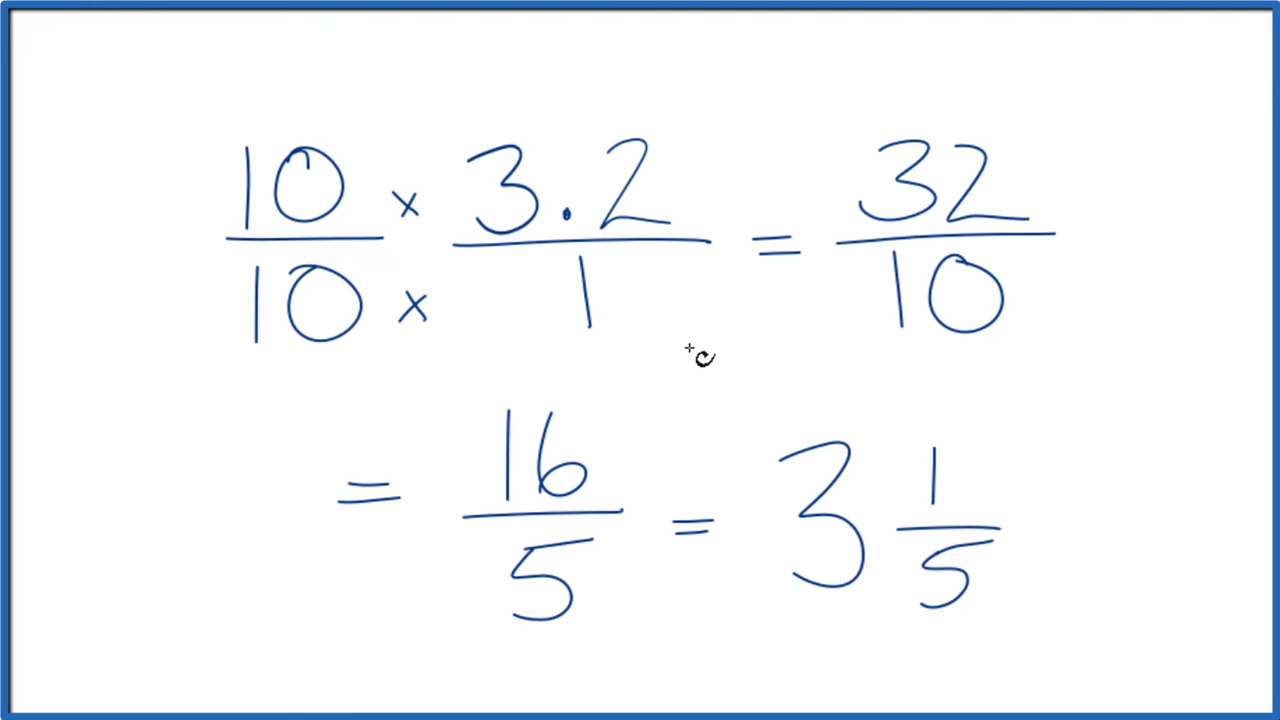 10 × 3.2 = 32
10 × 1 10
= 16 = 3 1
5 5